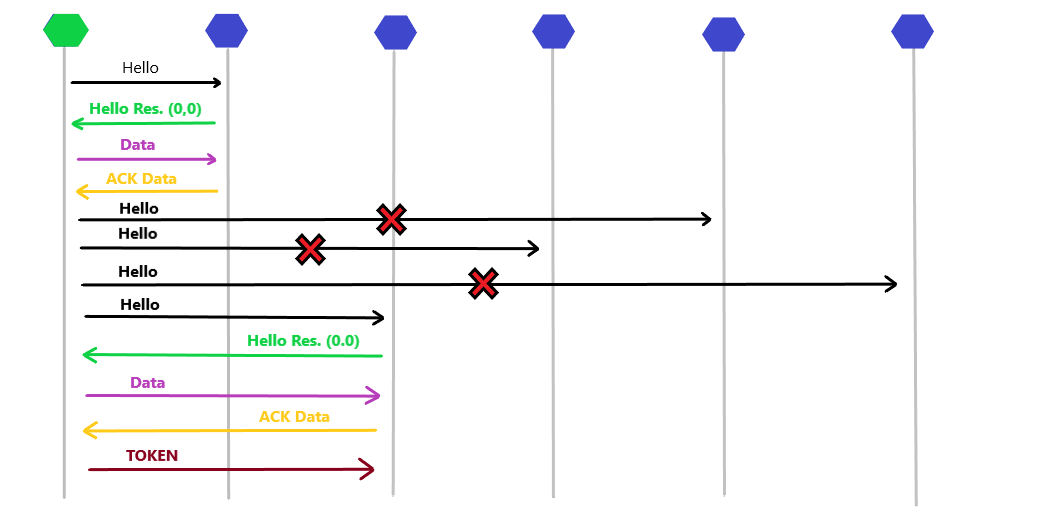 Hello
Hello Res. (0,0)
Data
ACK Data
Hello
Hello
Hello
Hello
Hello Res. (0.0)
Data
ACK Data
TOKEN